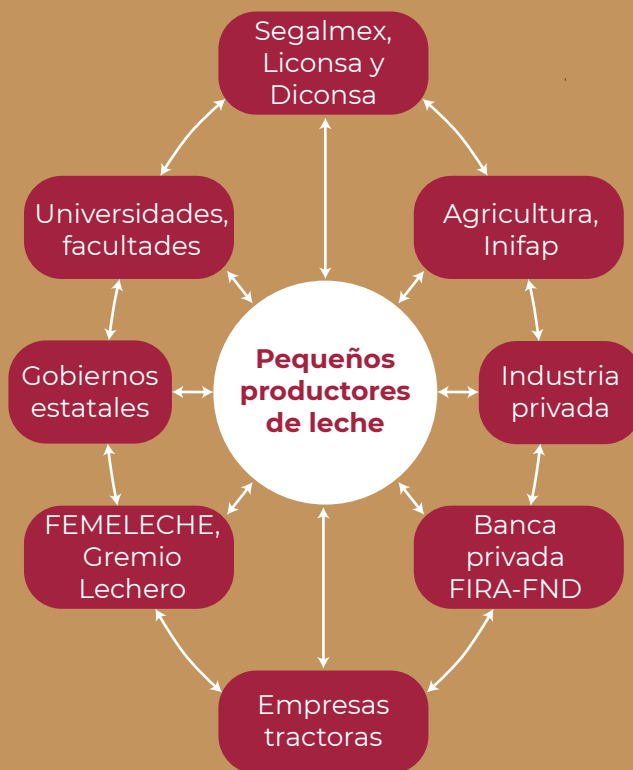 Segalmex,
Liconsa y
Diconsa
Universidades,
facultades
Agricultura,
Inifap
Pequeños
productores
de leche
Gobiernos
estatales
Industria
privada
FEMELECHE,
Gremio
Lechero
Banca
privada
FIRA-FND
Empresas
tractoras